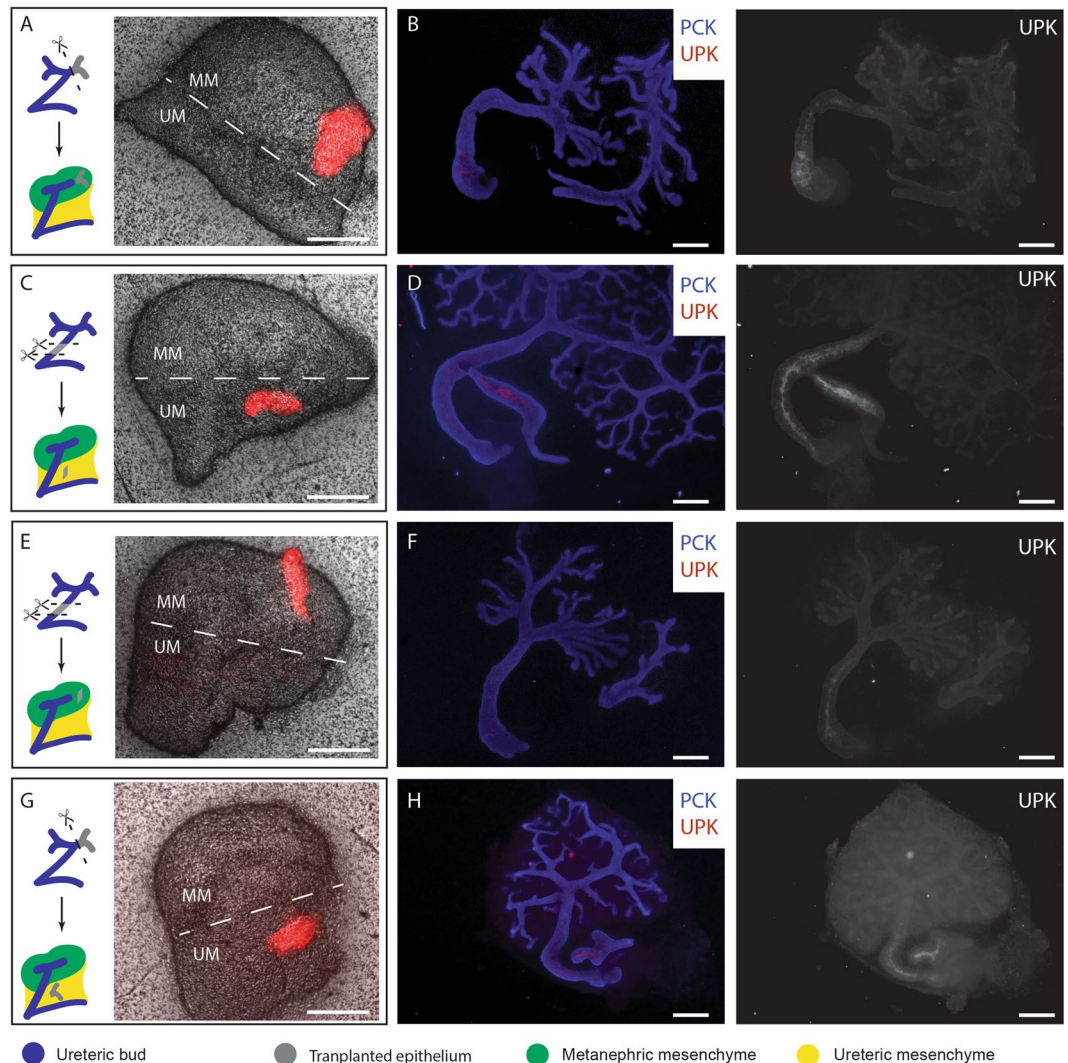 A
MM
UM
B
PCK
UPK
UPK
C
MM
UM
D
PCK
UPK
UPK
E
MM
UM
F
PCK
UPK
UPK
G
MM
UM
H
PCK
UPK
UPK
Ureteric bud Tranplanted epithelium Metanephric mesenchyme Ureteric mesenchyme